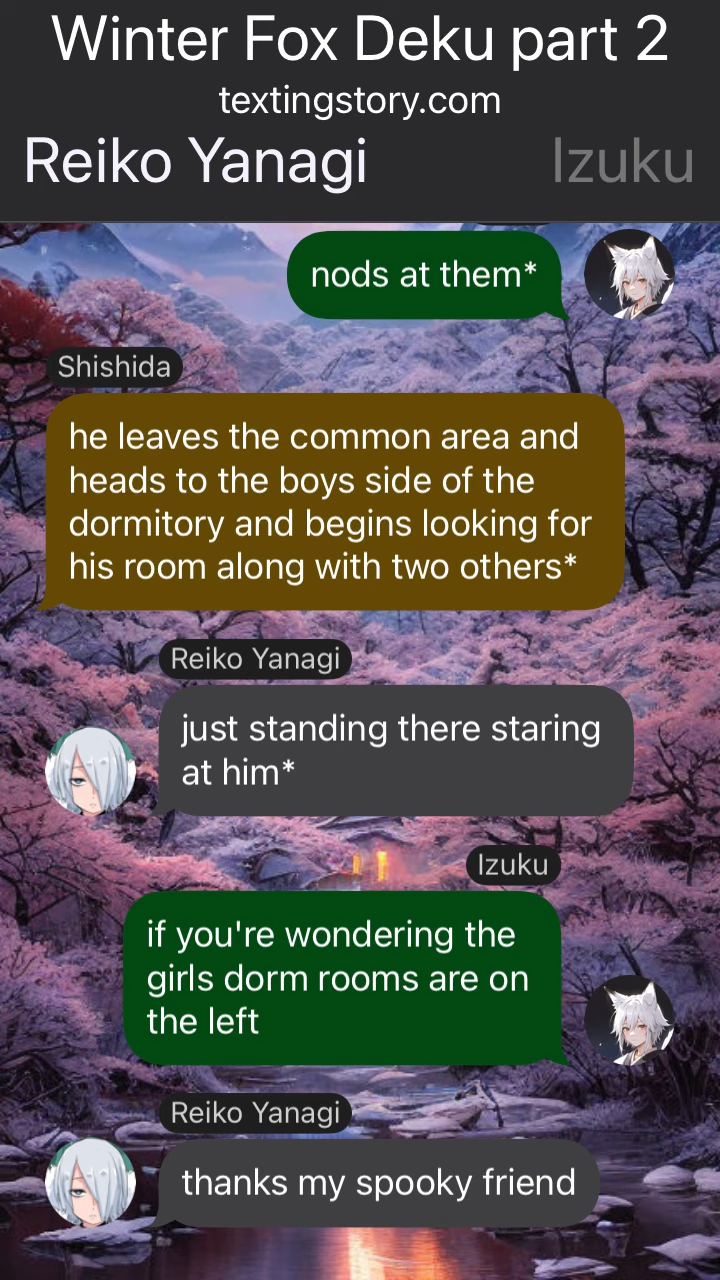 Winter Fox Deku part 2
textingstory.com
Reiko Yanagi
Izuku
nods at them*
Shishida
he leaves the common area and
heads to the boys side of the
dormitory and begins looking for
his room along with two others*
Reiko Yanagi
just standing there staring
at him*
Izuku
if you're wondering the
girls dorm rooms are on
the left
Reiko Yanagi
thanks my spooky friend